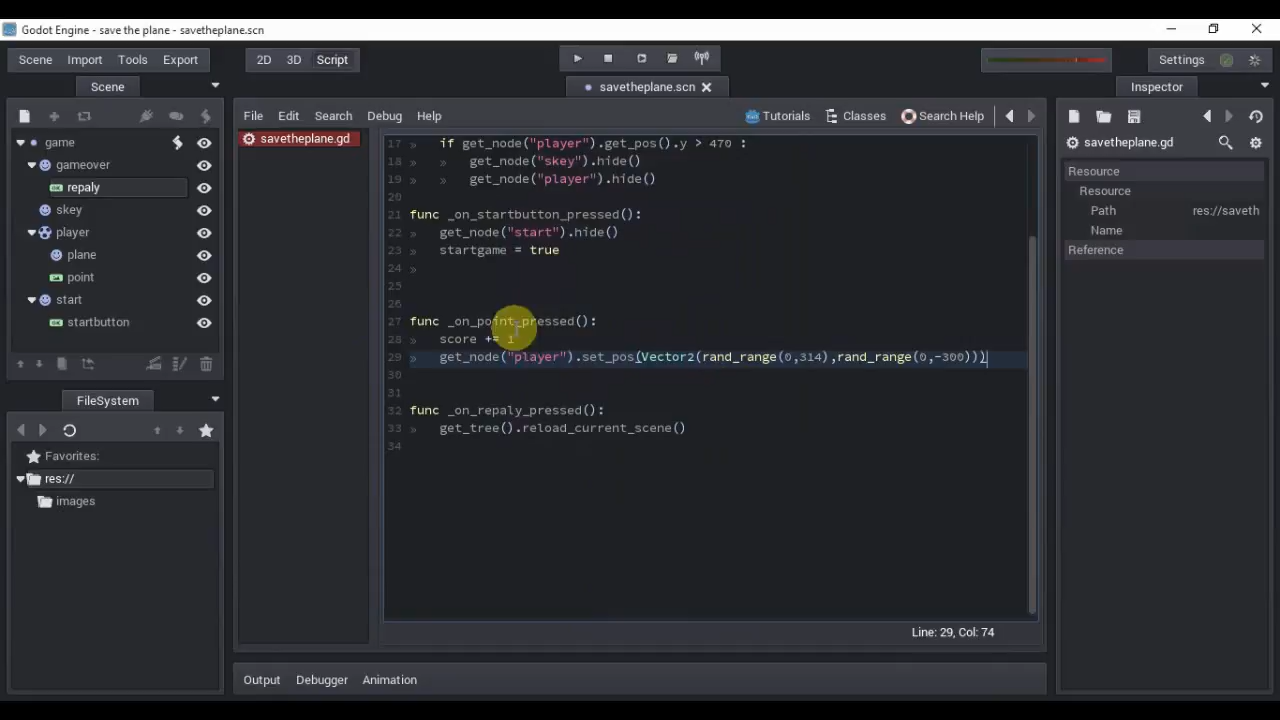 Godot Engine - save the plane - savetheplane.scn
Scene Import Tools Export 2D 3D Script Settings
Scene savetheplane.scn Inspector
File Edit Search Debug Help Tutorials Classes Search Help
savetheplane.gd
game
gameover
repaly
skey
player
plane
point
start
startbutton
FileSystem
Favorites:
res://
images
17 » if get_node("player").get_pos().y > 470 :
18 » » get_node("skey").hide()
19 » » get_node("player").hide()
20
21 func _on_startbutton_pressed():
22 » get_node("start").hide()
23 » startgame = true
24 »
25
26
27 func _on_point_pressed():
28 » score += 1
29 » get_node("player").set_pos(Vector2(rand_range(0,314),rand_range(0,-300)))
30
31
32 func _on_repaly_pressed():
33 » get_tree().reload_current_scene()
34
Line: 29, Col: 74
Output Debugger Animation
savetheplane.gd
Resource
Resource
Path res://saveth
Name
Reference